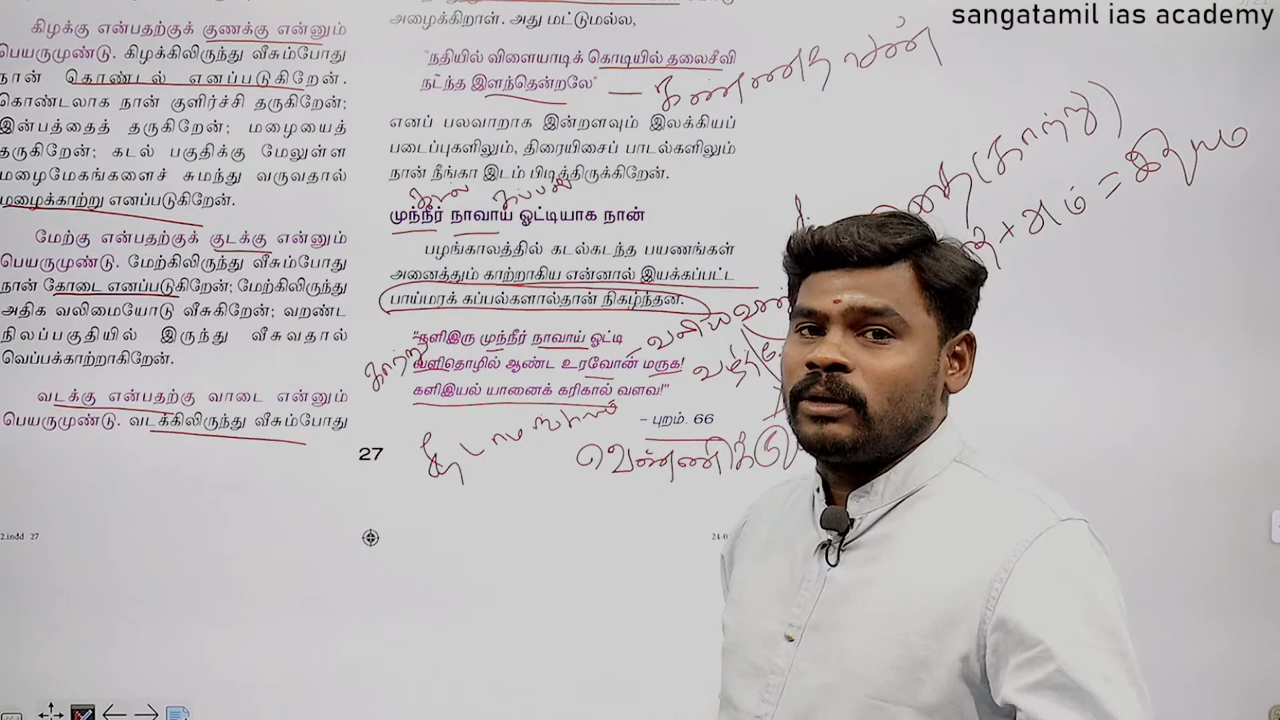 sangatamil ias academy
கிழக்கு என்பதற்குக் குணக்கு என்னும்
பெயருமுண்டு. கிழக்கிலிருந்து வீசும்போது
நான் கொண்டல் எனப்படுகிறேன்.
கொண்டலாக நான் குளிர்ச்சி தருகிறேன்;
இன்பத்தைத் தருகிறேன்; மழையைத்
தருகிறேன்; கடல் பகுதிக்கு மேலுள்ள
மழைமேகங்களைச் சுமந்து வருவதால்
மழைக்காற்று எனப்படுகிறேன்.
மேற்கு என்பதற்குக் குடக்கு என்னும்
பெயருமுண்டு. மேற்கிலிருந்து வீசும்போது
நான் கோடை எனப்படுகிறேன்; மேற்கிலிருந்து
அதிக வலிமையோடு வீசுகிறேன்; வறண்ட
நிலப்பகுதியில் இருந்து வீசுவதால்
வெப்பக்காற்றாகிறேன்.
வடக்கு என்பதற்கு வாடை என்னும்
பெயருமுண்டு. வடக்கிலிருந்து வீசும்போது
27
2.indd 27
அழைக்கிறாள். அது மட்டுமல்ல,
"நதியில் விளையாடிக் கொடியில் தலைசீவி
நடந்த இளந்தென்றலே"
எனப் பலவாறாக இன்றளவும் இலக்கியப்
படைப்புகளிலும், திரையிசைப் பாடல்களிலும்
நான் நீங்கா இடம் பிடித்திருக்கிறேன்.
முந்நீர் நாவாய் ஓட்டியாக நான்
பழங்காலத்தில் கடல்கடந்த பயணங்கள்
அனைத்தும் காற்றாகிய என்னால் இயக்கப்பட்ட
பாய்மரக் கப்பல்களால்தான் நிகழ்ந்தன.
"நளிஇரு முந்நீர் நாவாய் ஓட்டி
வளிதொழில் ஆண்ட உரவோன் மருக!
களிஇயல் யானைக் கரிகால் வளவ!"
– புறம். 66
காற்று
(காற்று)